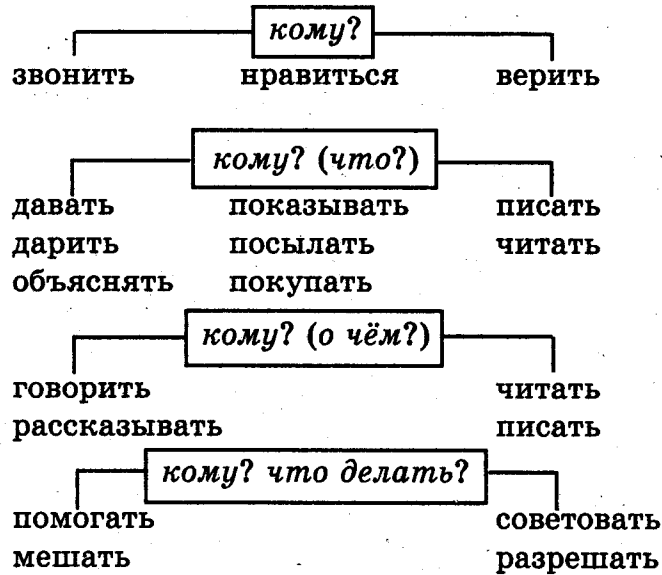 кому?
звонить нравиться верить
кому? (что?)
давать показывать писать
дарить посылать читать
объяснять покупать
кому? (о чём?)
говорить читать
рассказывать писать
кому? что делать?
помогать советовать
мешать разрешать